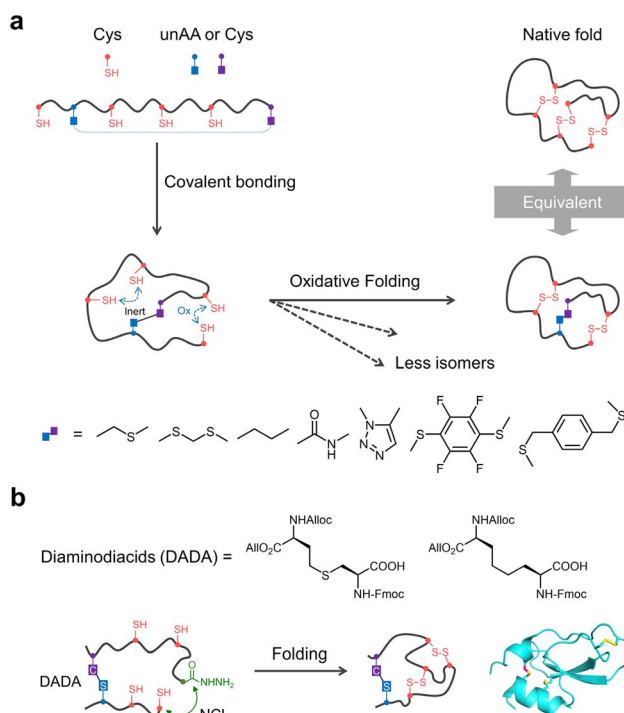 a
Cys unAA or Cys Native fold
SH
S–S
SH SH SH SH
S–S S–S
Covalent bonding
Equivalent
Oxidative Folding
SH
SH SH
Inert Ox
SH
S–S
S–S
Less isomers
= S S S O N H N N N F F S S F F S S
b
NHAlloc NHAlloc
Diaminodiacids (DADA) = AllO2C COOH AllO2C COOH
S NH-Fmoc NH-Fmoc
SH SH
C O NHNH2 Folding C S–S
DADA S SH SH S S–S
NCL